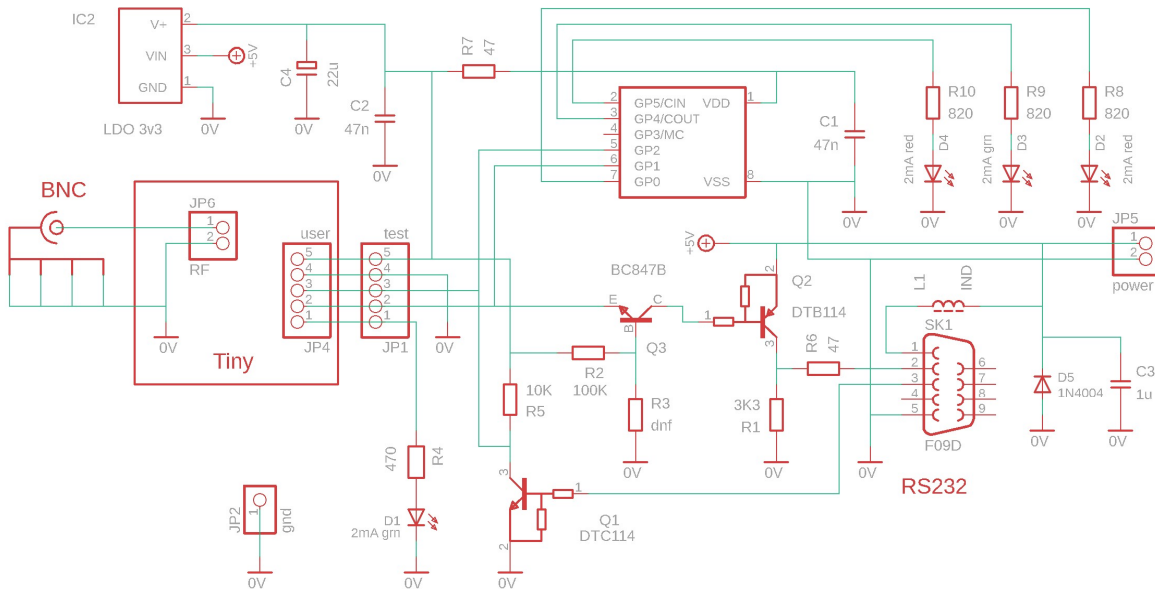 IC2
V+
2
VIN
3
GND
1
LDO 3v3
+5V
0V
C4
22u
0V
C2
47n
0V
R7
47
2
GP5/CIN
VDD
1
3
GP4/COUT
4
GP3/MC
5
GP2
6
GP1
7
GP0
VSS
8
C1
47n
0V
R10
820
D4
2mA red
0V
R9
820
D3
2mA grn
0V
R8
820
D2
2mA red
0V
BNC
JP6
1
2
RF
0V
Tiny
user
5
4
3
2
1
JP4
test
5
4
3
2
1
JP1
0V
BC847B
E
C
B
Q3
R2
100K
R3
dnf
0V
10K
R5
+5V
2
Q2
1
DTB114
3
3K3
R1
0V
R6
47
0V
L1
IND
SK1
1
2
3
4
5
6
7
8
9
F09D
RS232
JP5
1
2
power
D5
1N4004
0V
C3
1u
0V
470
R4
D1
2mA grn
0V
3
1
2
Q1
DTC114
0V
JP2
1
gnd
0V